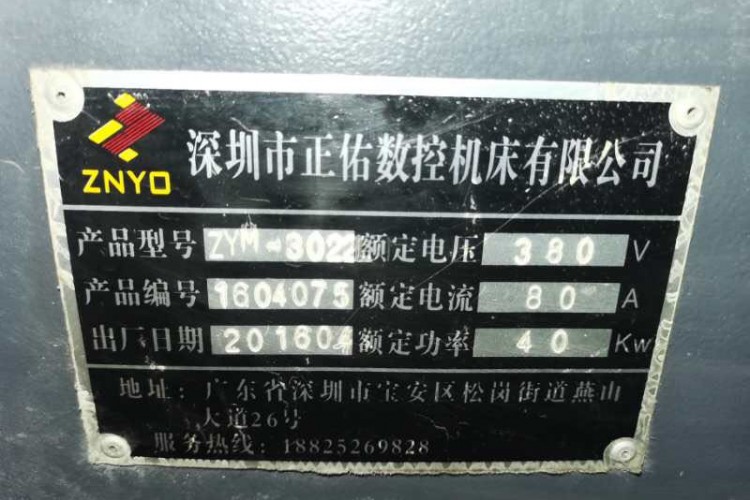 ZNYO
深圳市正佑数控机床有限公司
产品型号 ZYM-3022 额定电压 380 V
产品编号 1604075 额定电流 80 A
出厂日期 201604 额定功率 40 Kw
地址：广东省深圳市宝安区松岗街道燕山
大道26号
服务热线：18825269828